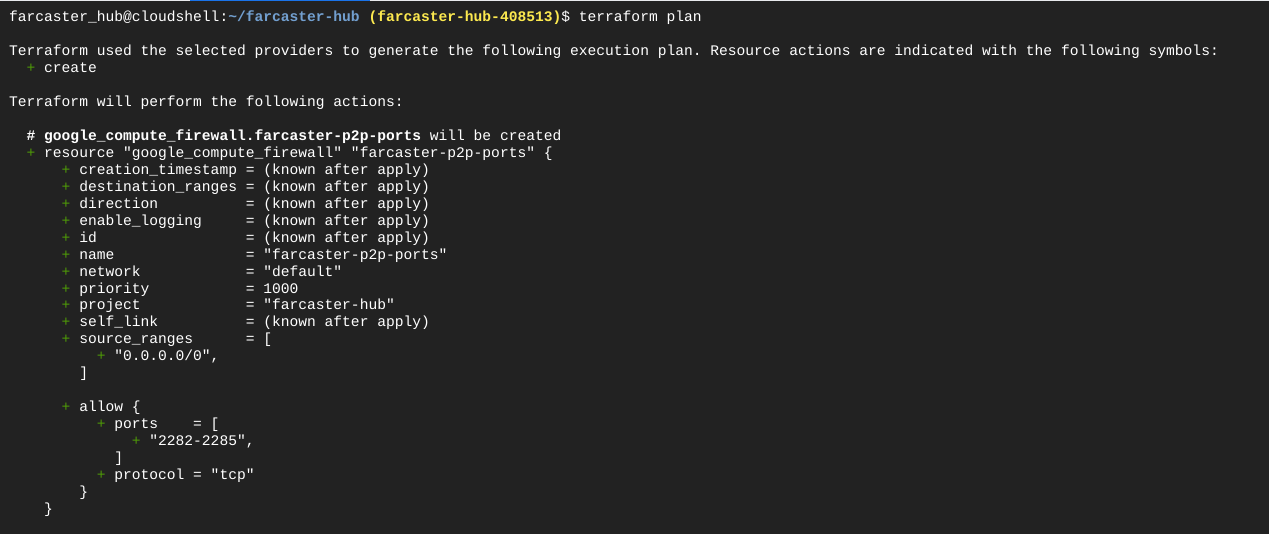 farcaster_hub@cloudshell:~/farcaster-hub (farcaster-hub-408513)$ terraform plan

Terraform used the selected providers to generate the following execution plan. Resource actions are indicated with the following symbols:
  + create

Terraform will perform the following actions:

  # google_compute_firewall.farcaster-p2p-ports will be created
  + resource "google_compute_firewall" "farcaster-p2p-ports" {
      + creation_timestamp = (known after apply)
      + destination_ranges = (known after apply)
      + direction          = (known after apply)
      + enable_logging     = (known after apply)
      + id                 = (known after apply)
      + name               = "farcaster-p2p-ports"
      + network            = "default"
      + priority           = 1000
      + project            = "farcaster-hub"
      + self_link          = (known after apply)
      + source_ranges      = [
          + "0.0.0.0/0",
        ]

      + allow {
          + ports    = [
              + "2282-2285",
            ]
          + protocol = "tcp"
        }
    }